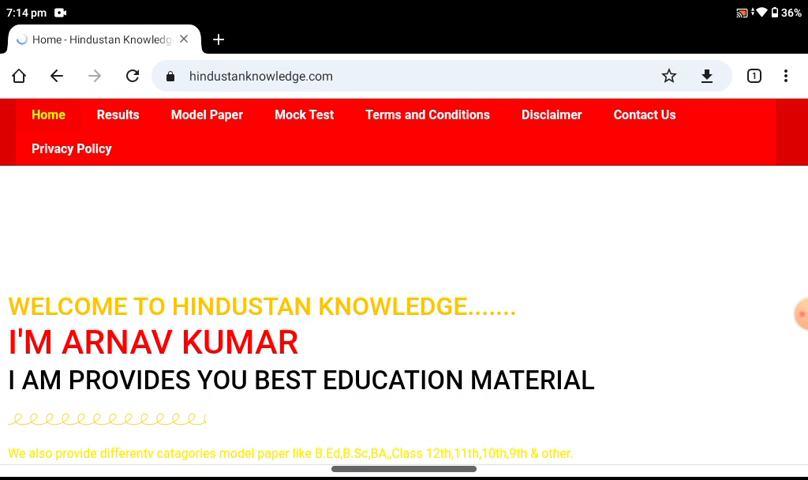 7:14 pm
36%
Home - Hindustan Knowledg
hindustanknowledge.com
1
Home Results Model Paper Mock Test Terms and Conditions Disclaimer Contact Us
Privacy Policy
WELCOME TO HINDUSTAN KNOWLEDGE.......
I'M ARNAV KUMAR
I AM PROVIDES YOU BEST EDUCATION MATERIAL
We also provide differentv catagories model paper like B.Ed,B.Sc,BA,,Class 12th,11th,10th,9th & other.